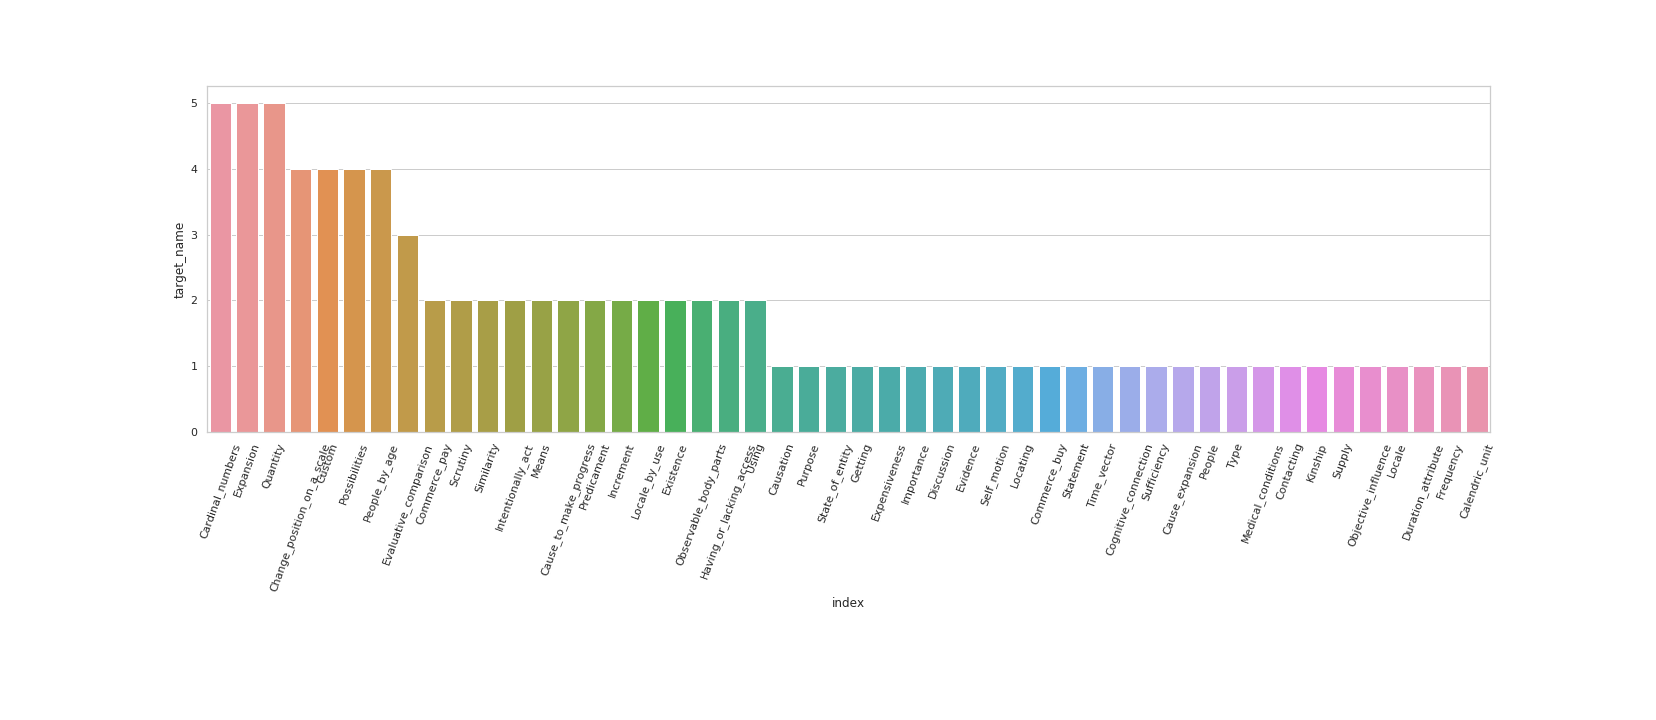 target_name
5
4
3
2
1
0
Cardinal_numbers
Expansion
Quantity
Change_position_on_a_scale
Custom
Possibilities
People_by_age
Evaluative_comparison
Commerce_pay
Scrutiny
Similarity
Intentionally_act
Means
Cause_to_make_progress
Predicament
Increment
Locale_by_use
Existence
Observable_body_parts
Having_or_lacking_access
Using
Causation
Purpose
State_of_entity
Getting
Expensiveness
Importance
Discussion
Evidence
Self_motion
Locating
Commerce_buy
Statement
Time_vector
Cognitive_connection
Sufficiency
Cause_expansion
People
Type
Medical_conditions
Contacting
Kinship
Supply
Objective_influence
Locale
Duration_attribute
Frequency
Calendric_unit
index